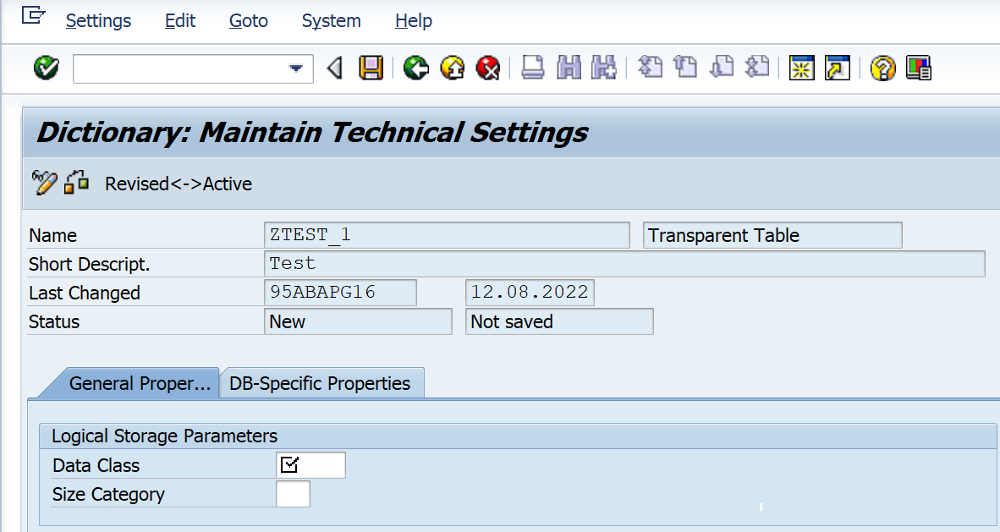 Settings Edit Goto System Help
Dictionary: Maintain Technical Settings
Revised<->Active
Name ZTEST_1 Transparent Table
Short Descript. Test
Last Changed 95ABAPG16 12.08.2022
Status New Not saved
General Proper... DB-Specific Properties
Logical Storage Parameters
Data Class
Size Category